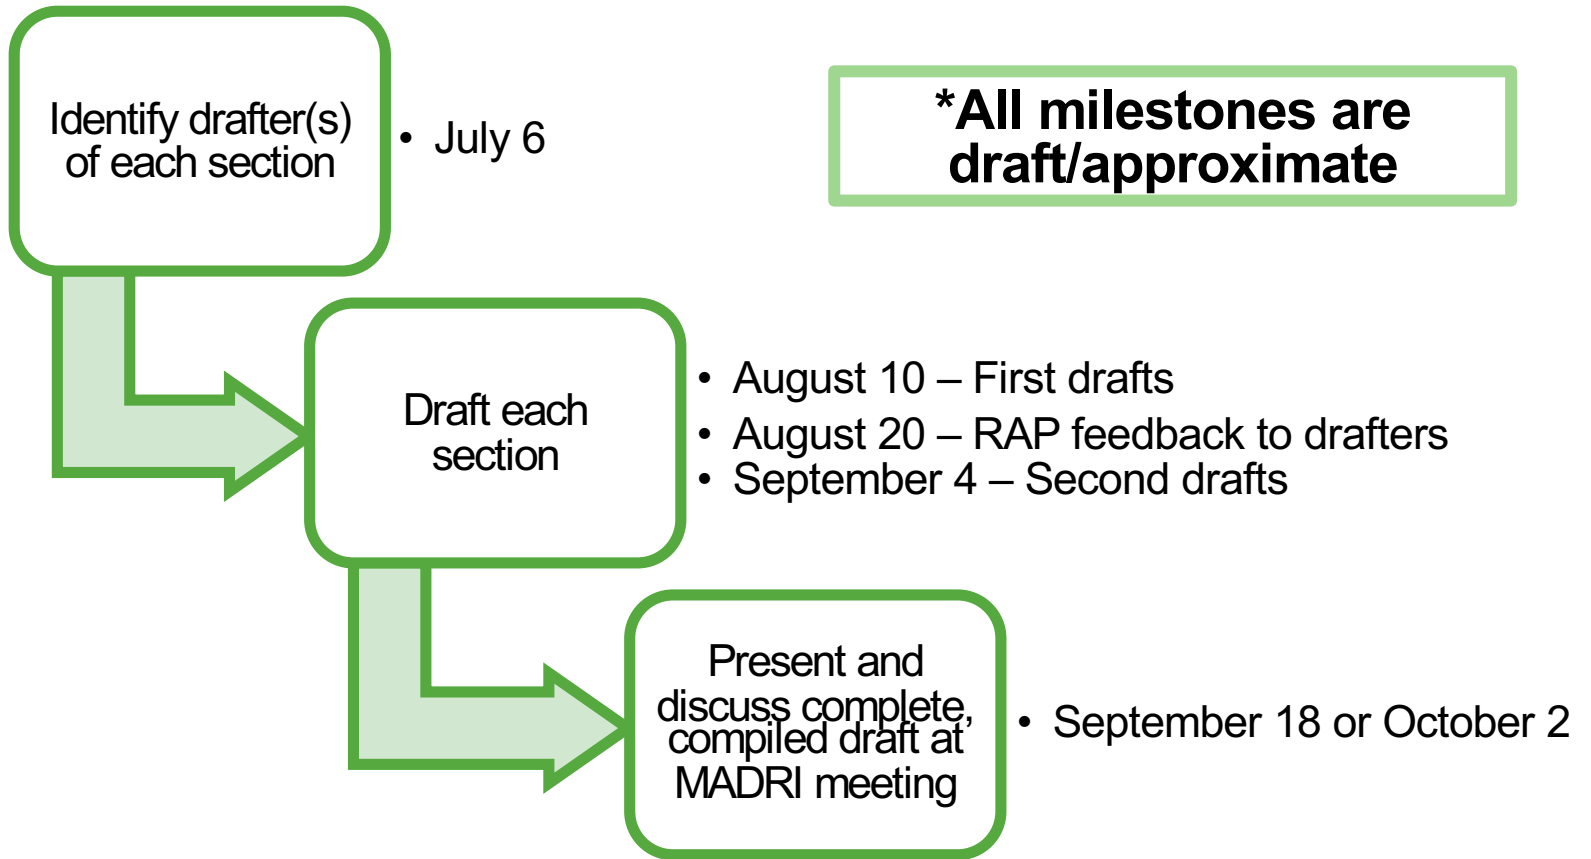 Identify drafter(s)
of each section
• July 6
*All milestones are
draft/approximate
Draft each
section
• August 10 – First drafts
• August 20 – RAP feedback to drafters
• September 4 – Second drafts
Present and
discuss complete,
compiled draft at
MADRI meeting
• September 18 or October 2